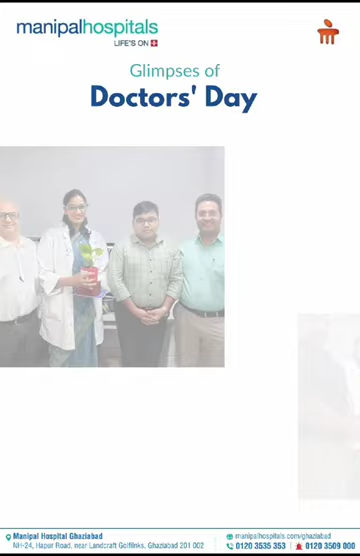 manipalhospitals
LIFE'S ON
Glimpses of
Doctors' Day
Manipal Hospital Ghaziabad
NH-24, Hapur Road, near Landcraft Golflinks, Ghaziabad 201 002
manipalhospitals.com/ghaziabad
0120 3535 353 | 0120 3509 000